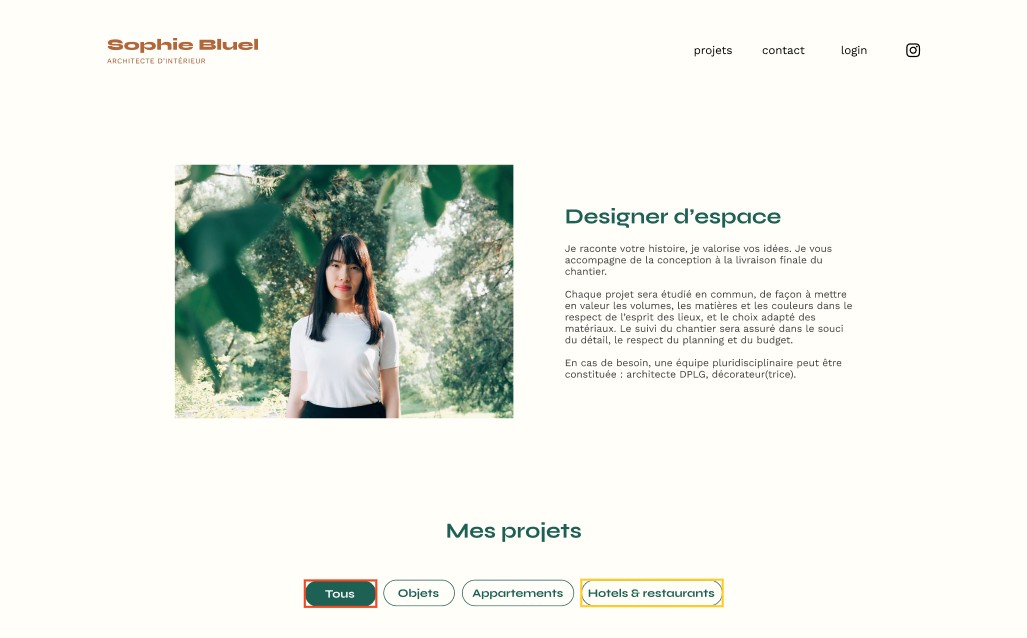 Sophie Bluel
ARCHITECTE D'INTÉRIEUR
projets contact login
Designer d'espace
Je raconte votre histoire, je valorise vos idées. Je vous
accompagne de la conception à la livraison finale du
chantier.
Chaque projet sera étudié en commun, de façon à mettre
en valeur les volumes, les matières et les couleurs dans le
respect de l'esprit des lieux, et le choix adapté des
matériaux. Le suivi du chantier sera assuré dans le souci
du détail, le respect du planning et du budget.
En cas de besoin, une équipe pluridisciplinaire peut être
constituée : architecte DPLG, décorateur(trice).
Mes projets
Tous Objets Appartements Hotels & restaurants